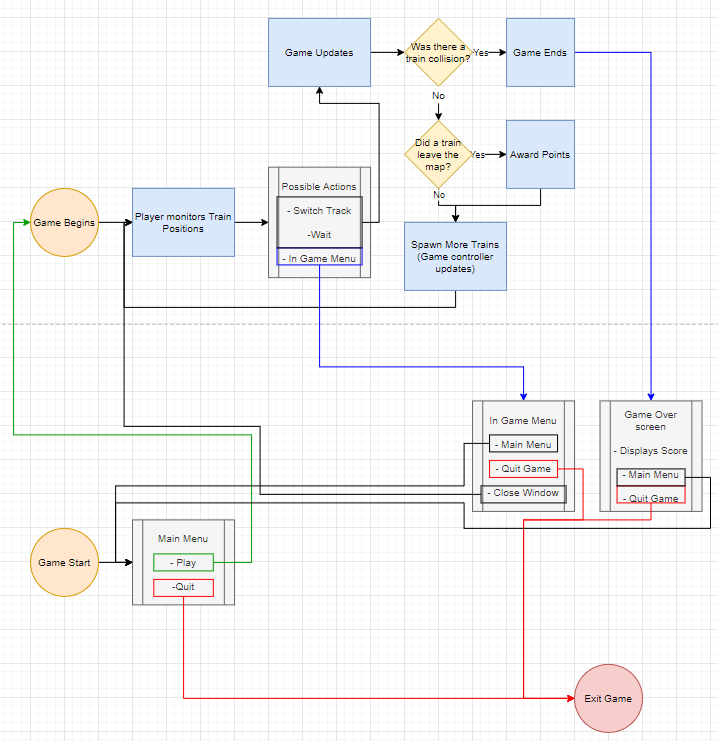 Game Updates
Was there a
train collision?
Yes
Game Ends
No
Did a train
leave the
map?
Yes
Award Points
No
Possible Actions
- Switch Track
-Wait
- In Game Menu
Game Begins
Player monitors Train
Positions
Spawn More Trains
(Game controller
updates)
In Game Menu
- Main Menu
- Quit Game
- Close Window
Game Over
screen
- Displays Score
- Main Menu
- Quit Game
Game Start
Main Menu
- Play
-Quit
Exit Game